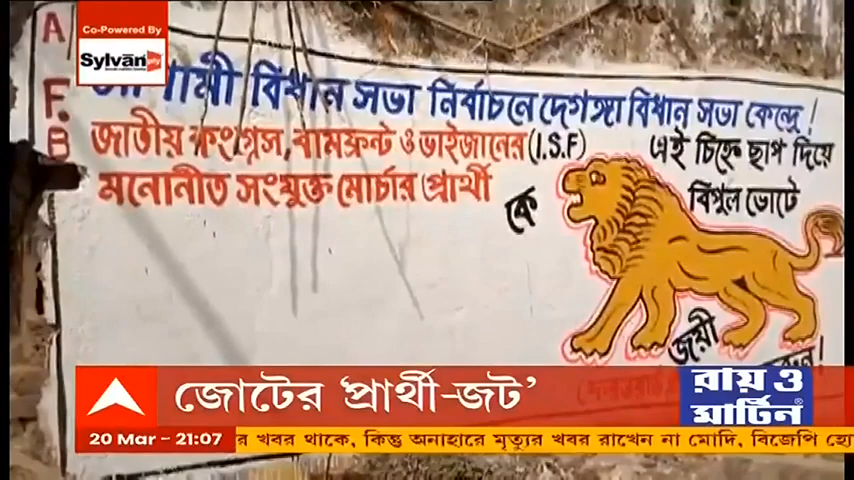 Co-Powered By
Sylvan
A
F.
B
বিধান সভা নির্বাচনে দেগঙ্গা বিধান সভা কেন্দ্রে!
জাতীয় কংগ্রেস, বামফ্রন্ট ও ভাইজানের (I.S.F)
এই চিহ্নে ছাপ দিয়ে
মনোনীত সংযুক্ত মোর্চার প্রার্থী
কে
বিপুল ভোটে
জয়ী
জোটের 'প্রার্থী-জট'
রায় ও
মার্টিন
20 Mar - 21:07
র খবর থাকে, কিন্তু অনাহারে মৃত্যুর খবর রাখেন না মোদি, বিজেপি হো